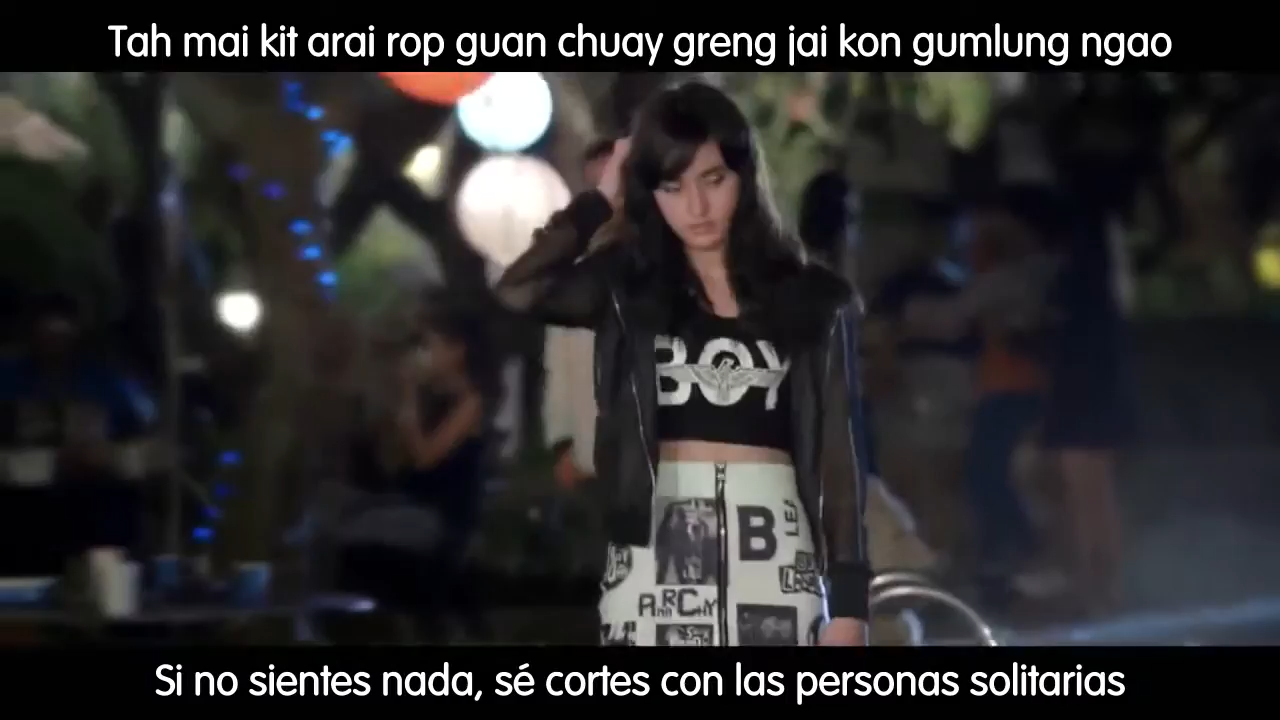 Tah mai kit arai rop guan chuay greng jai kon gumlung ngao
BOY
B
ARCHY
Si no sientes nada, sé cortes con las personas solitarias